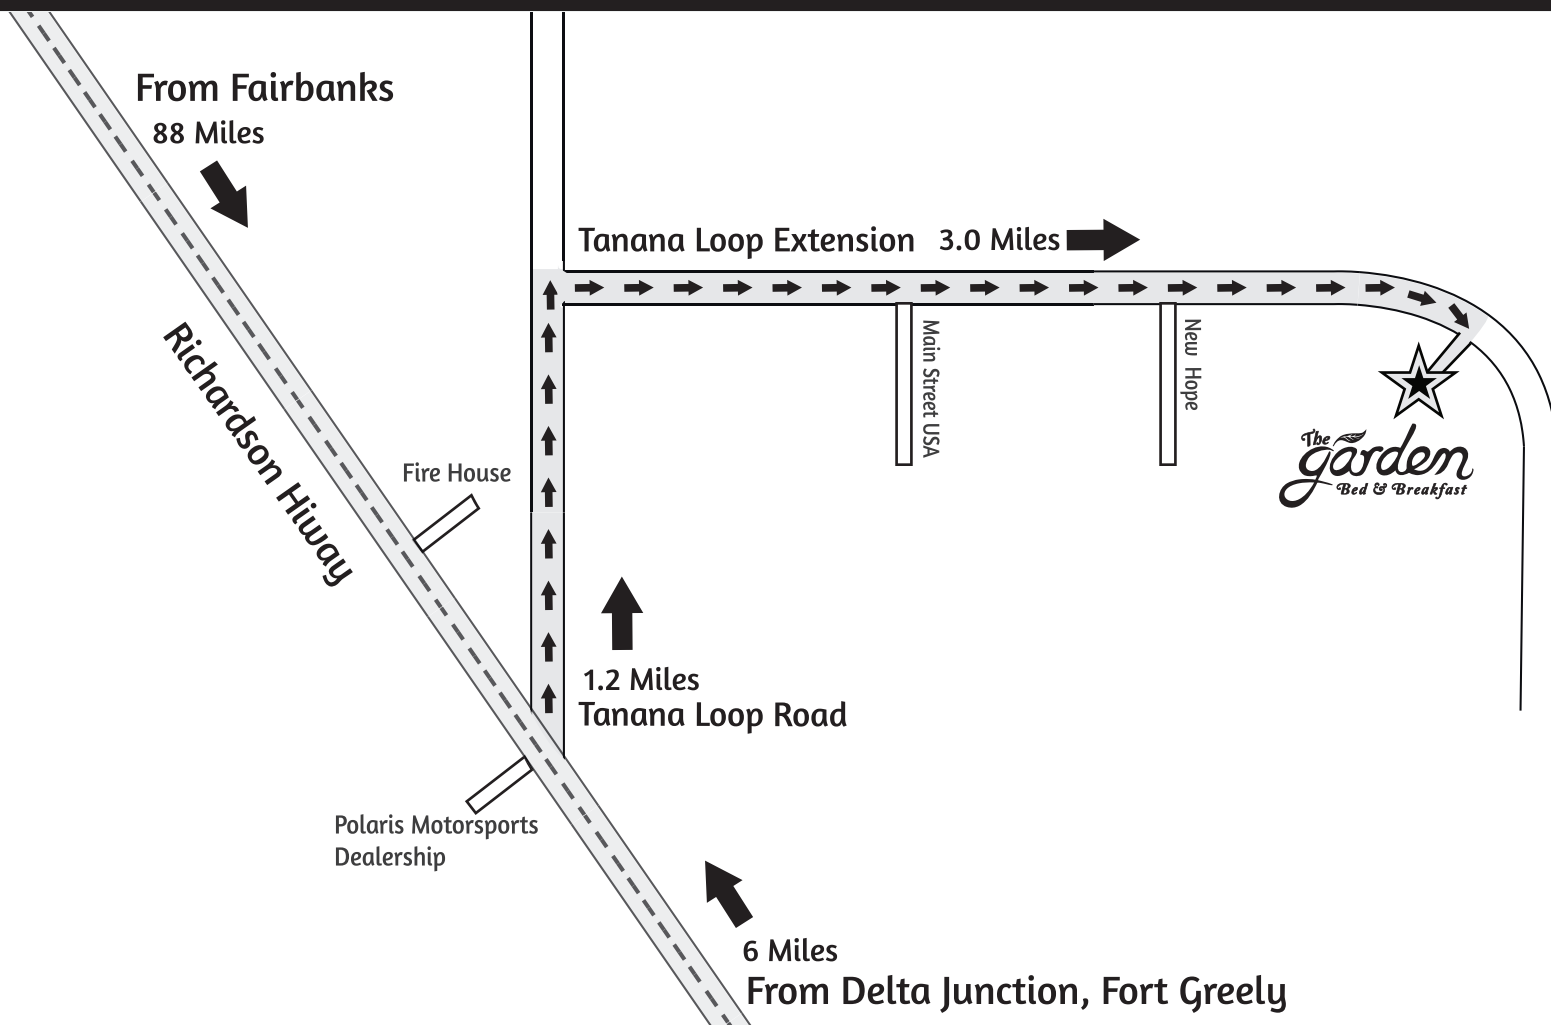 From Fairbanks
88 Miles
Tanana Loop Extension 3.0 Miles
Richardson Hiway
Main Street USA
New Hope
The
garden
Bed & Breakfast
Fire House
1.2 Miles
Tanana Loop Road
Polaris Motorsports
Dealership
6 Miles
From Delta Junction, Fort Greely